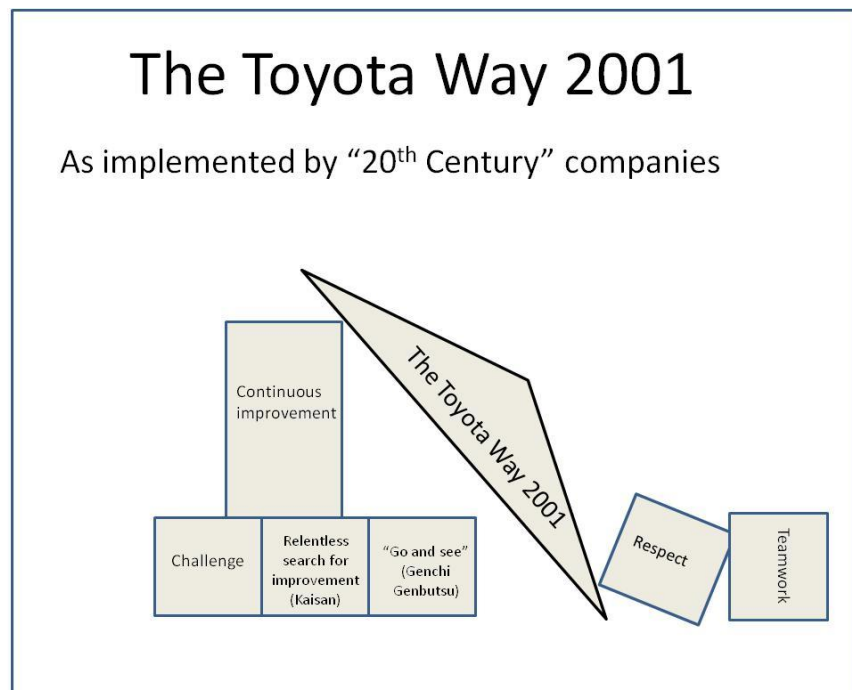 The Toyota Way 2001
As implemented by “20th Century” companies
Continuous
improvement
The Toyota Way 2001
Challenge
Relentless
search for
improvement
(Kaisan)
“Go and see”
(Genchi
Genbutsu)
Respect
Teamwork